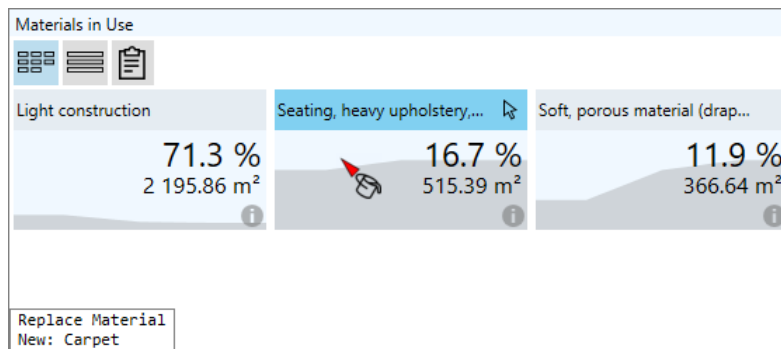 Materials in Use
Light construction
71.3 %
2 195.86 m²
Seating, heavy upholstery,...
16.7 %
515.39 m²
Soft, porous material (drap...
11.9 %
366.64 m²
Replace Material
New: Carpet